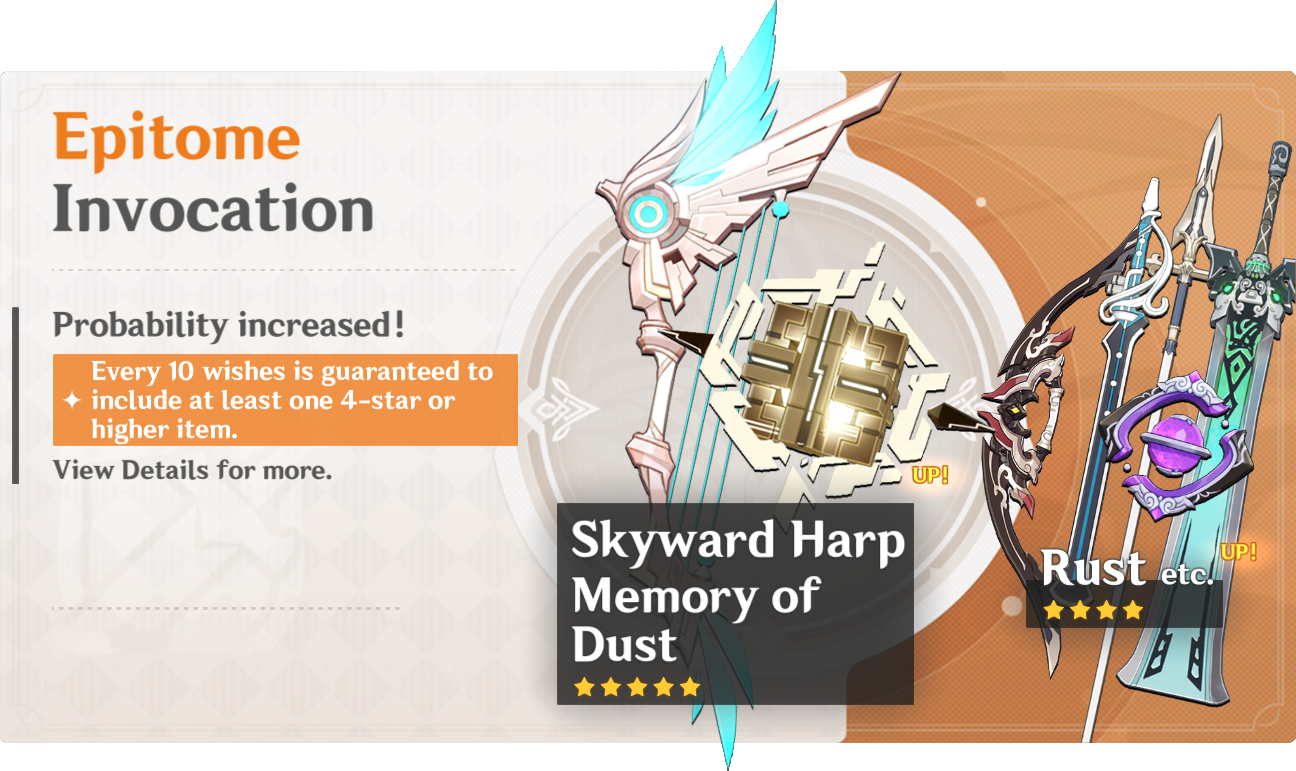 Epitome
Invocation
Probability increased!
Every 10 wishes is guaranteed to
include at least one 4-star or
higher item.
View Details for more.
UP!
Skyward Harp
Memory of
Dust
UP!
Rust etc.